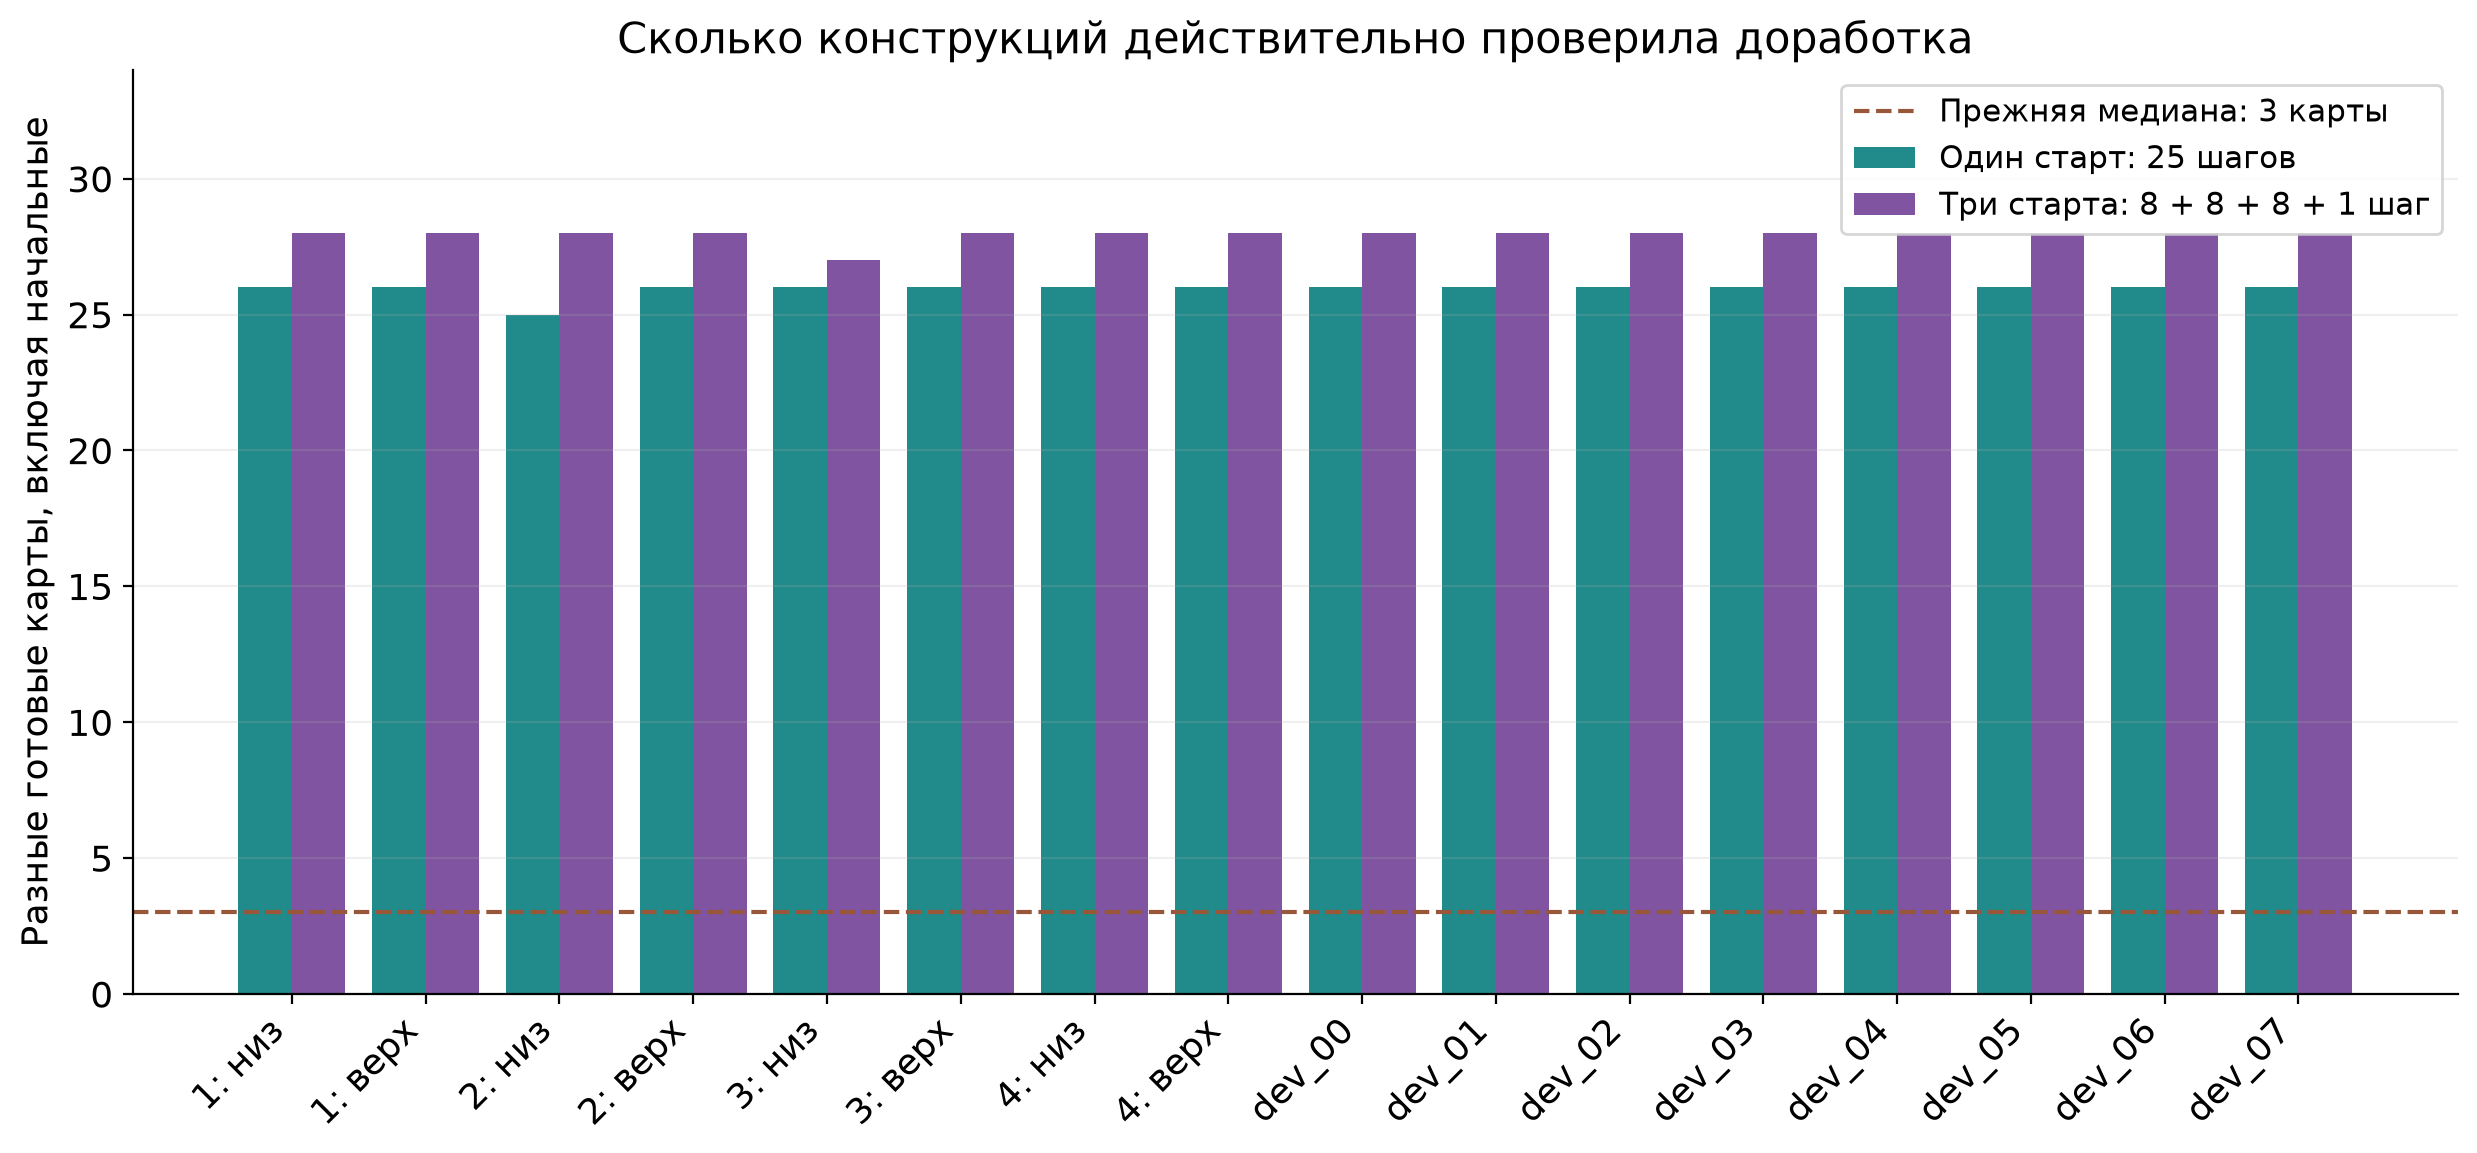 Сколько конструкций действительно проверила доработка
Прежняя медиана: 3 карты
Один старт: 25 шагов
Три старта: 8 + 8 + 8 + 1 шаг
Разные готовые карты, включая начальные
30
25
20
15
10
5
0
1: низ
1: верх
2: низ
2: верх
3: низ
3: верх
4: низ
4: верх
dev_00
dev_01
dev_02
dev_03
dev_04
dev_05
dev_06
dev_07